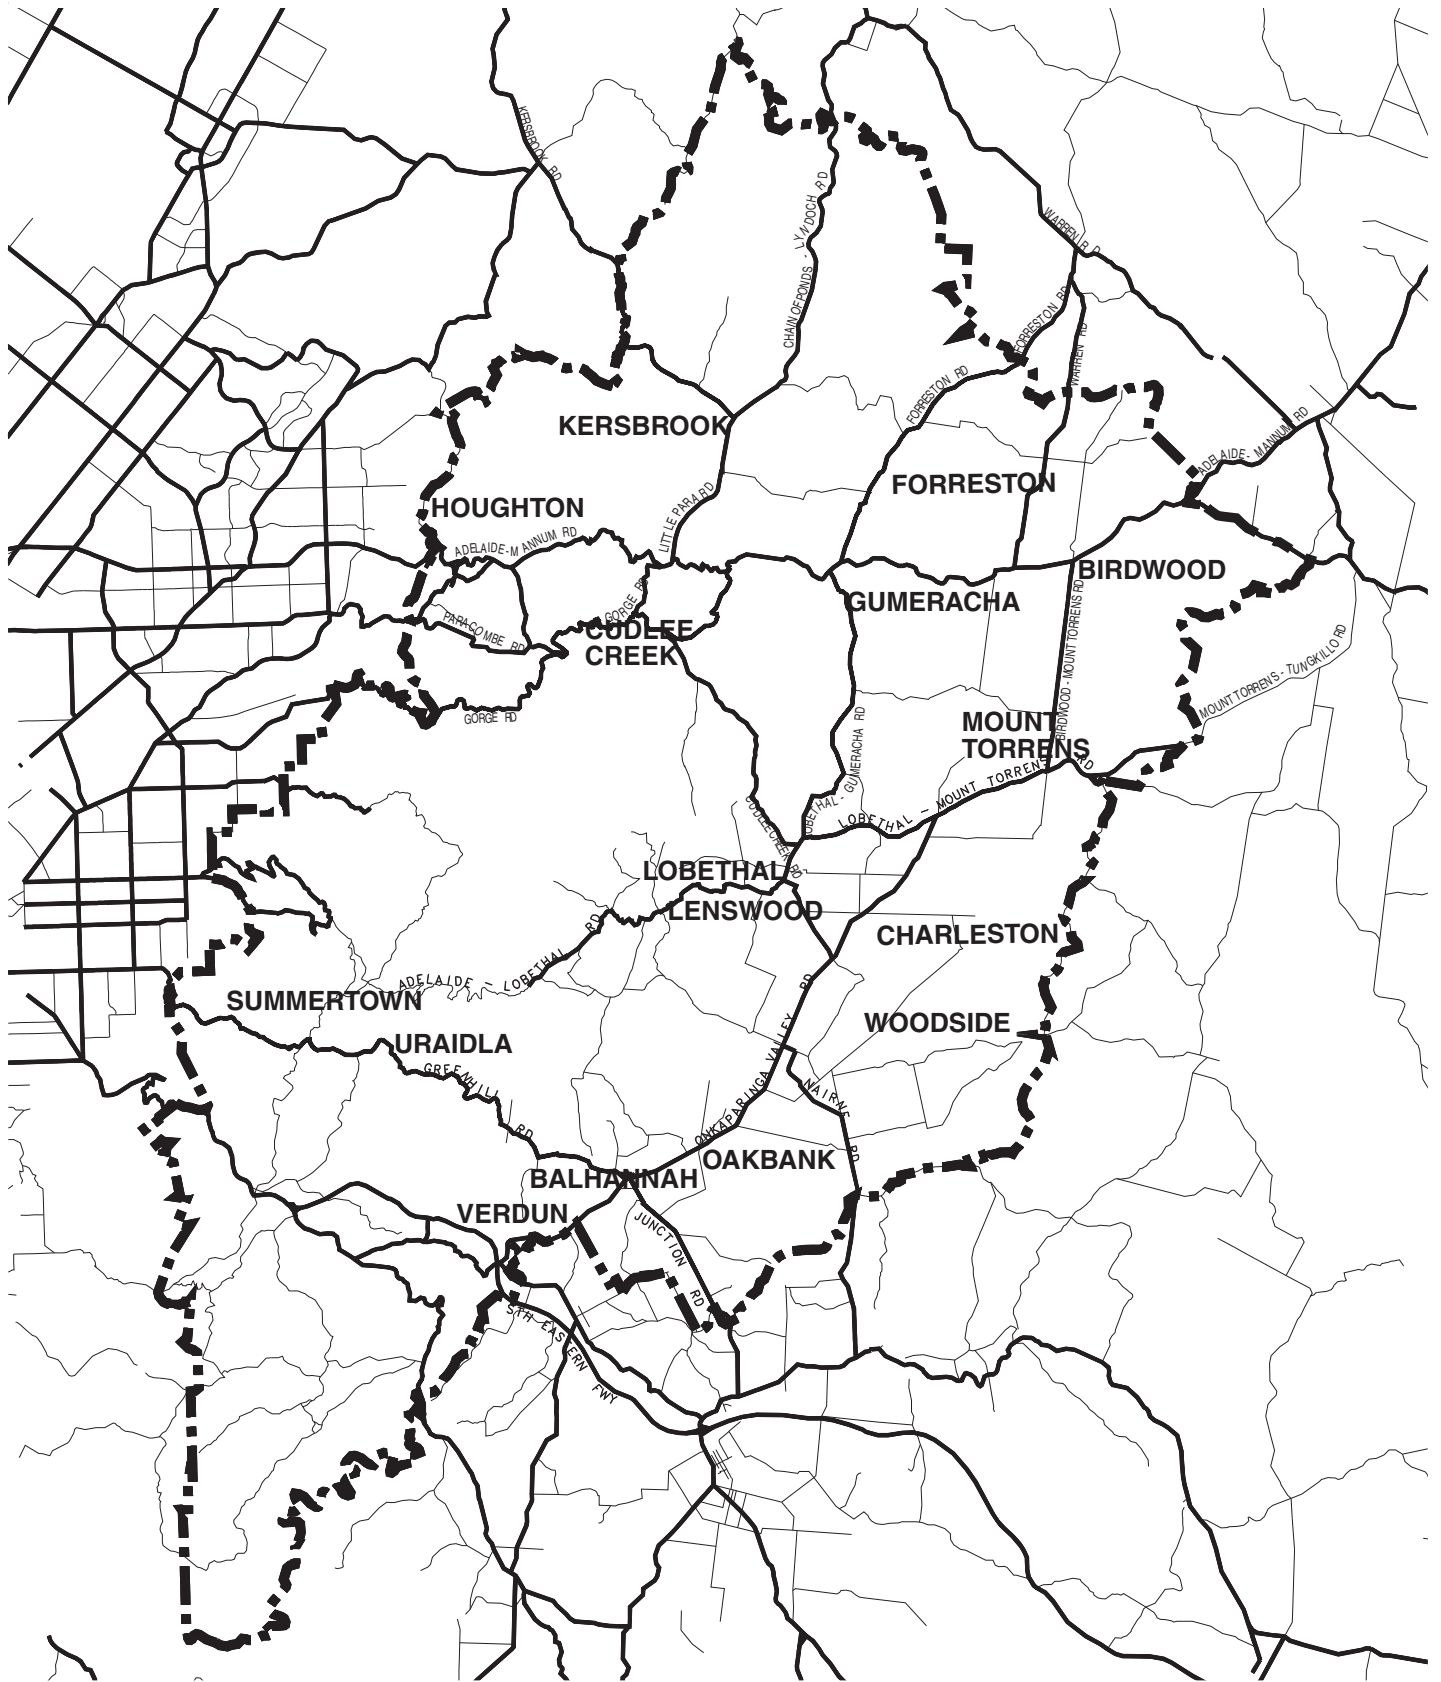 KERSBROOK RD
CHAIN OF PONDS - LYNDOCH RD
WARREN RD
FORRESTON RD
WARREN RD
FORRESTON RD
ADELAIDE - MANNUM RD
KERSBROOK
FORRESTON
HOUGHTON
LITTLE PARA RD
ADELAIDE-MANNUM RD
BIRDWOOD
GUMERACHA
GORGE RD
PARACOMBE RD
CUDLEE
CREEK
BIRDWOOD - MOUNT TORRENS RD
MOUNT TORRENS - TUNGKILLO RD
GORGE RD
MOUNT
TORRENS
LOBETHAL - GUMERACHA RD
LOBETHAL - MOUNT TORRENS RD
CUDLEE CREEK RD
LOBETHAL
LENSWOOD
CHARLESTON
ADELAIDE - LOBETHAL RD
SUMMERTOWN
WOODSIDE
URAIDLA
GREENHILL RD
ONKAPARINGA VALLEY RD
NAIRNE RD
OAKBANK
BALHANNAH
VERDUN
JUNCTION RD
STH EASTERN FWY